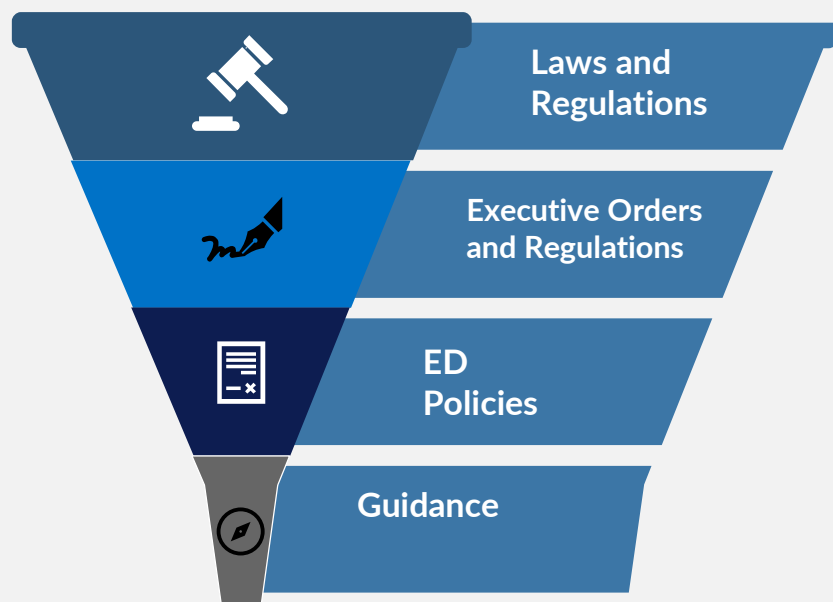 Laws and
Regulations
Executive Orders
and Regulations
ED
Policies
Guidance